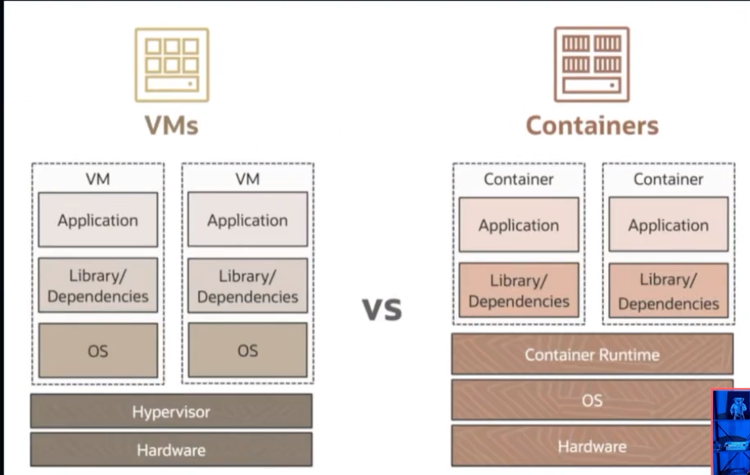 VMs
VM
Application
Library/
Dependencies
OS
VM
Application
Library/
Dependencies
OS
Hypervisor
Hardware
vs
Containers
Container
Application
Library/
Dependencies
Container
Application
Library/
Dependencies
Container Runtime
OS
Hardware